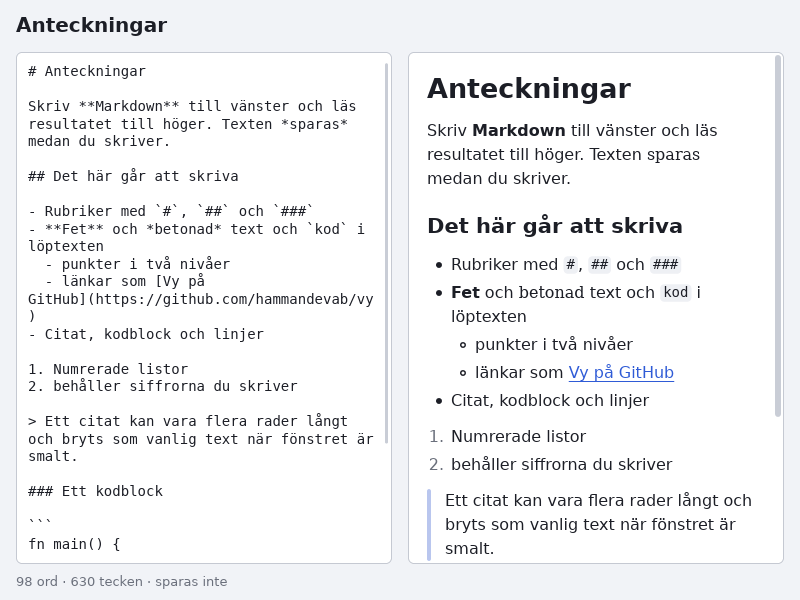 Anteckningar
# Anteckningar
Skriv **Markdown** till vänster och läs
resultatet till höger. Texten *sparas*
medan du skriver.
## Det här går att skriva
- Rubriker med `#`, `##` och `###`
- **Fet** och *betonad* text och `kod` i
löptexten
  - punkter i två nivåer
  - länkar som [Vy på
GitHub](https://github.com/hammandevab/vy
)
- Citat, kodblock och linjer
1. Numrerade listor
2. behåller siffrorna du skriver
> Ett citat kan vara flera rader långt
och bryts som vanlig text när fönstret är
smalt.
### Ett kodblock
```
fn main() {
Anteckningar
Skriv Markdown till vänster och läs
resultatet till höger. Texten sparas
medan du skriver.
Det här går att skriva
• Rubriker med #, ## och ###
• Fet och betonad text och kod i
löptexten
◦ punkter i två nivåer
◦ länkar som Vy på GitHub
• Citat, kodblock och linjer
1. Numrerade listor
2. behåller siffrorna du skriver
Ett citat kan vara flera rader långt och
bryts som vanlig text när fönstret är
smalt.
98 ord · 630 tecken · sparas inte